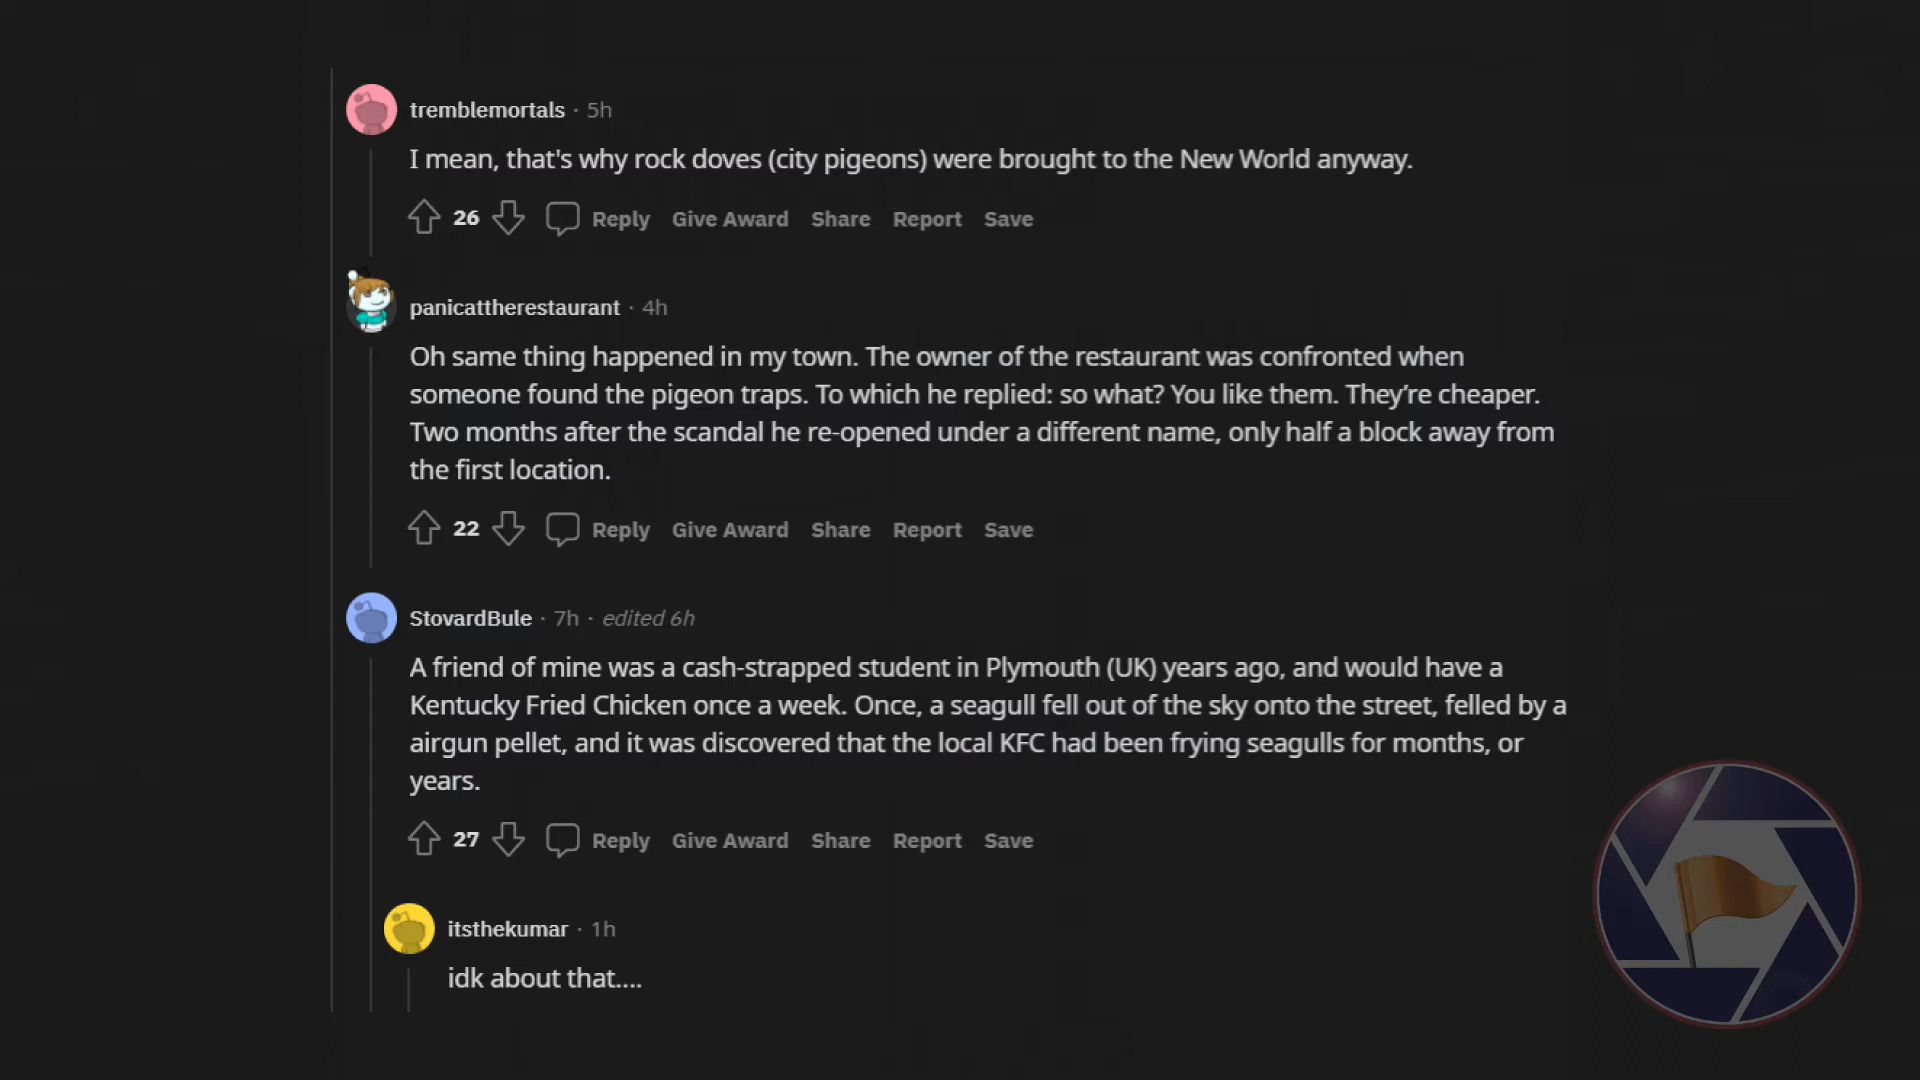 tremblemortals · 5h
I mean, that's why rock doves (city pigeons) were brought to the New World anyway.
26 Reply Give Award Share Report Save
panicattherestaurant · 4h
Oh same thing happened in my town. The owner of the restaurant was confronted when
someone found the pigeon traps. To which he replied: so what? You like them. They’re cheaper.
Two months after the scandal he re-opened under a different name, only half a block away from
the first location.
22 Reply Give Award Share Report Save
StovardBule · 7h · edited 6h
A friend of mine was a cash-strapped student in Plymouth (UK) years ago, and would have a
Kentucky Fried Chicken once a week. Once, a seagull fell out of the sky onto the street, felled by a
airgun pellet, and it was discovered that the local KFC had been frying seagulls for months, or
years.
27 Reply Give Award Share Report Save
itsthekumar · 1h
idk about that....